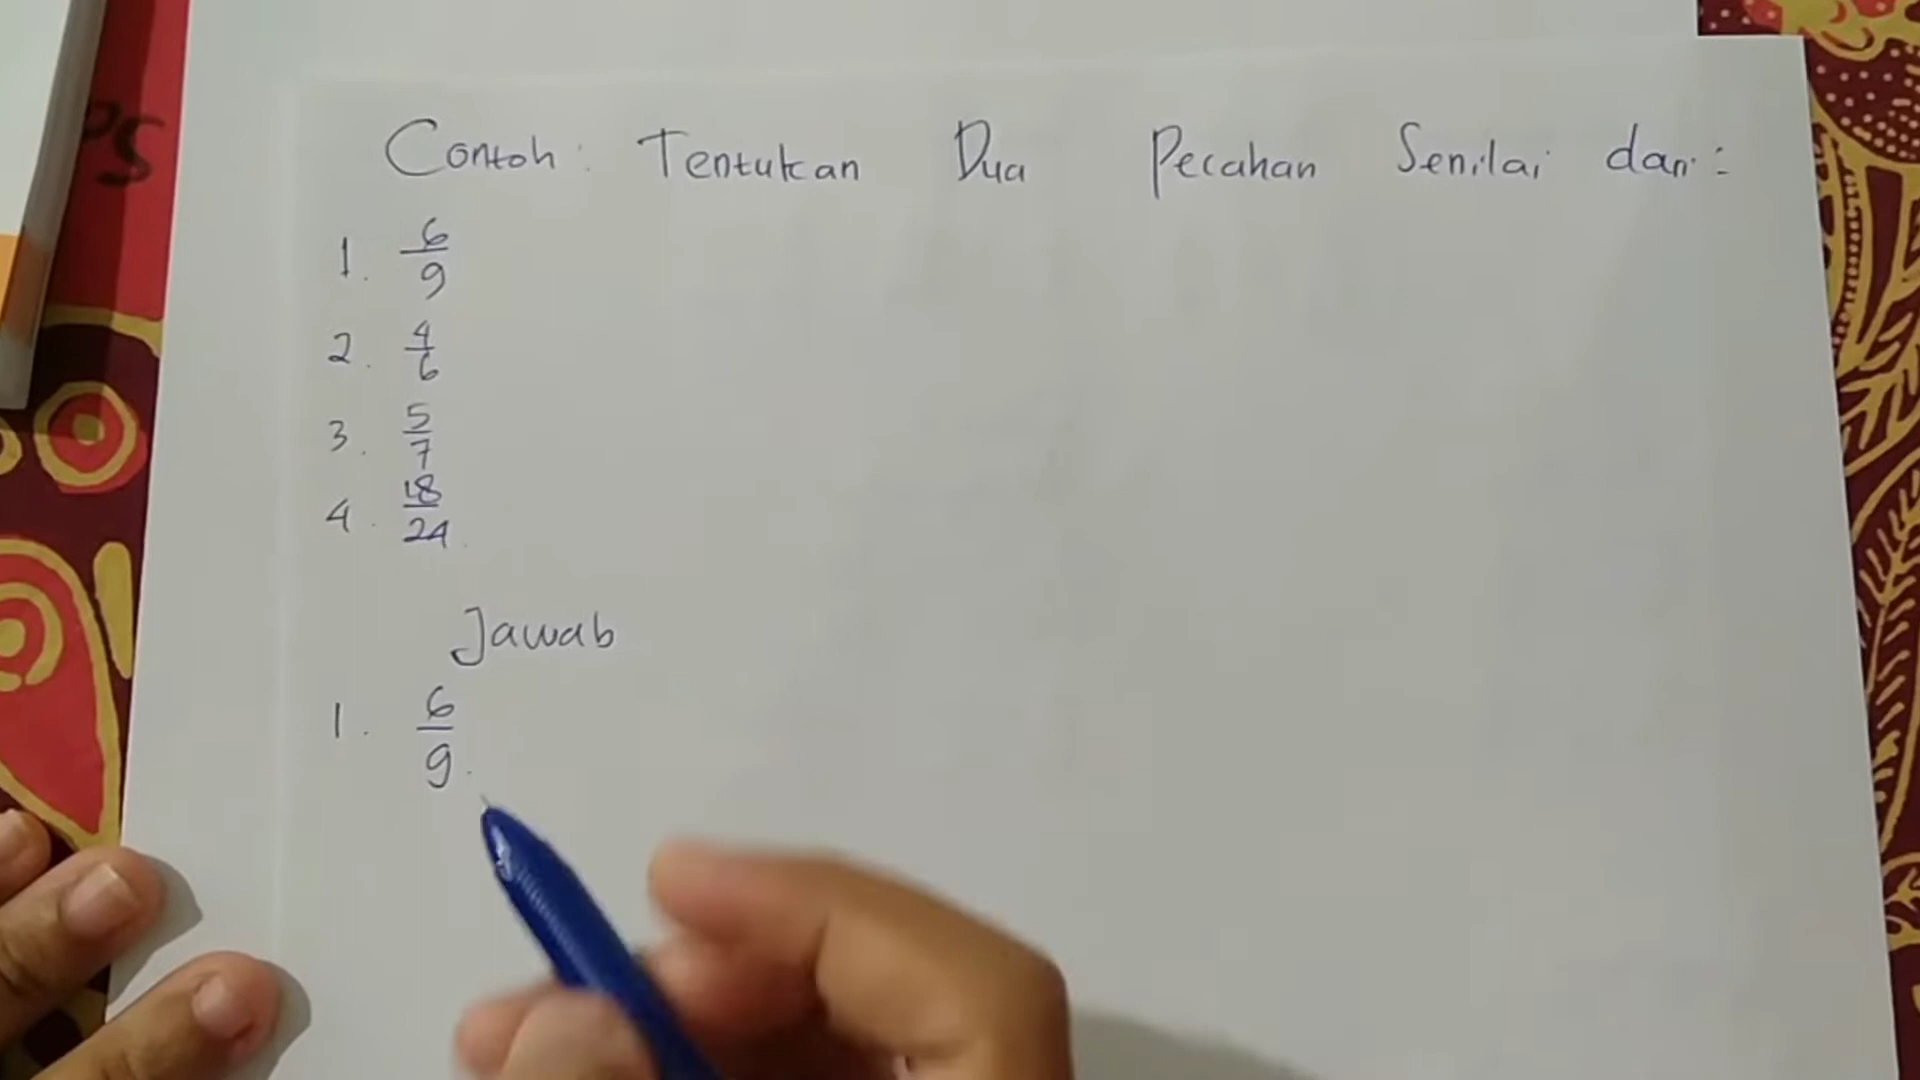 Contoh : Tentukan Dua Pecahan Senilai dari :
1. 6/9
2. 4/6
3. 5/7
4. 18/24
Jawab
1. 6/9